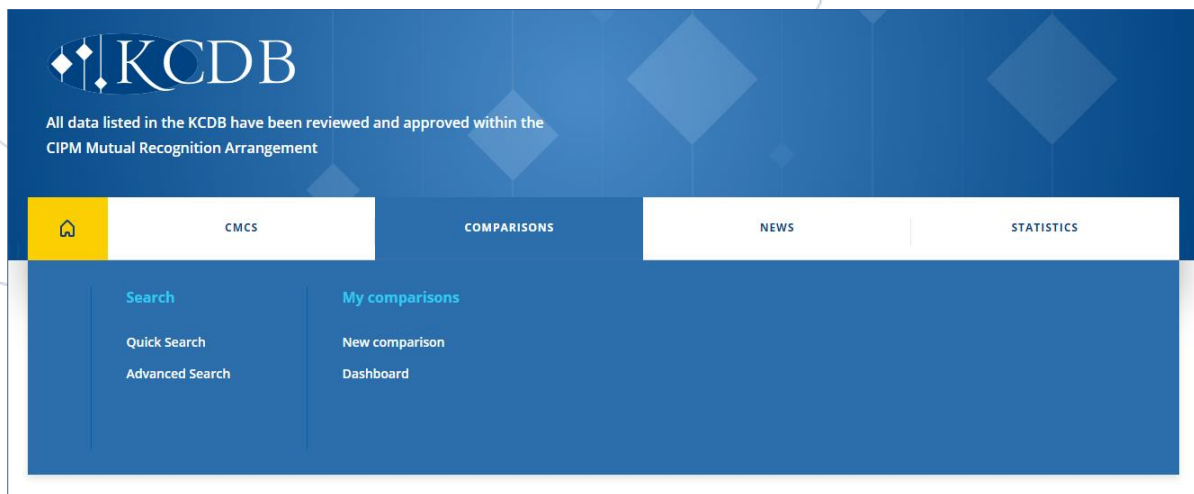 KCDB
All data listed in the KCDB have been reviewed and approved within the
CIPM Mutual Recognition Arrangement
CMCS
COMPARISONS
NEWS
STATISTICS
Search
Quick Search
Advanced Search
My comparisons
New comparison
Dashboard